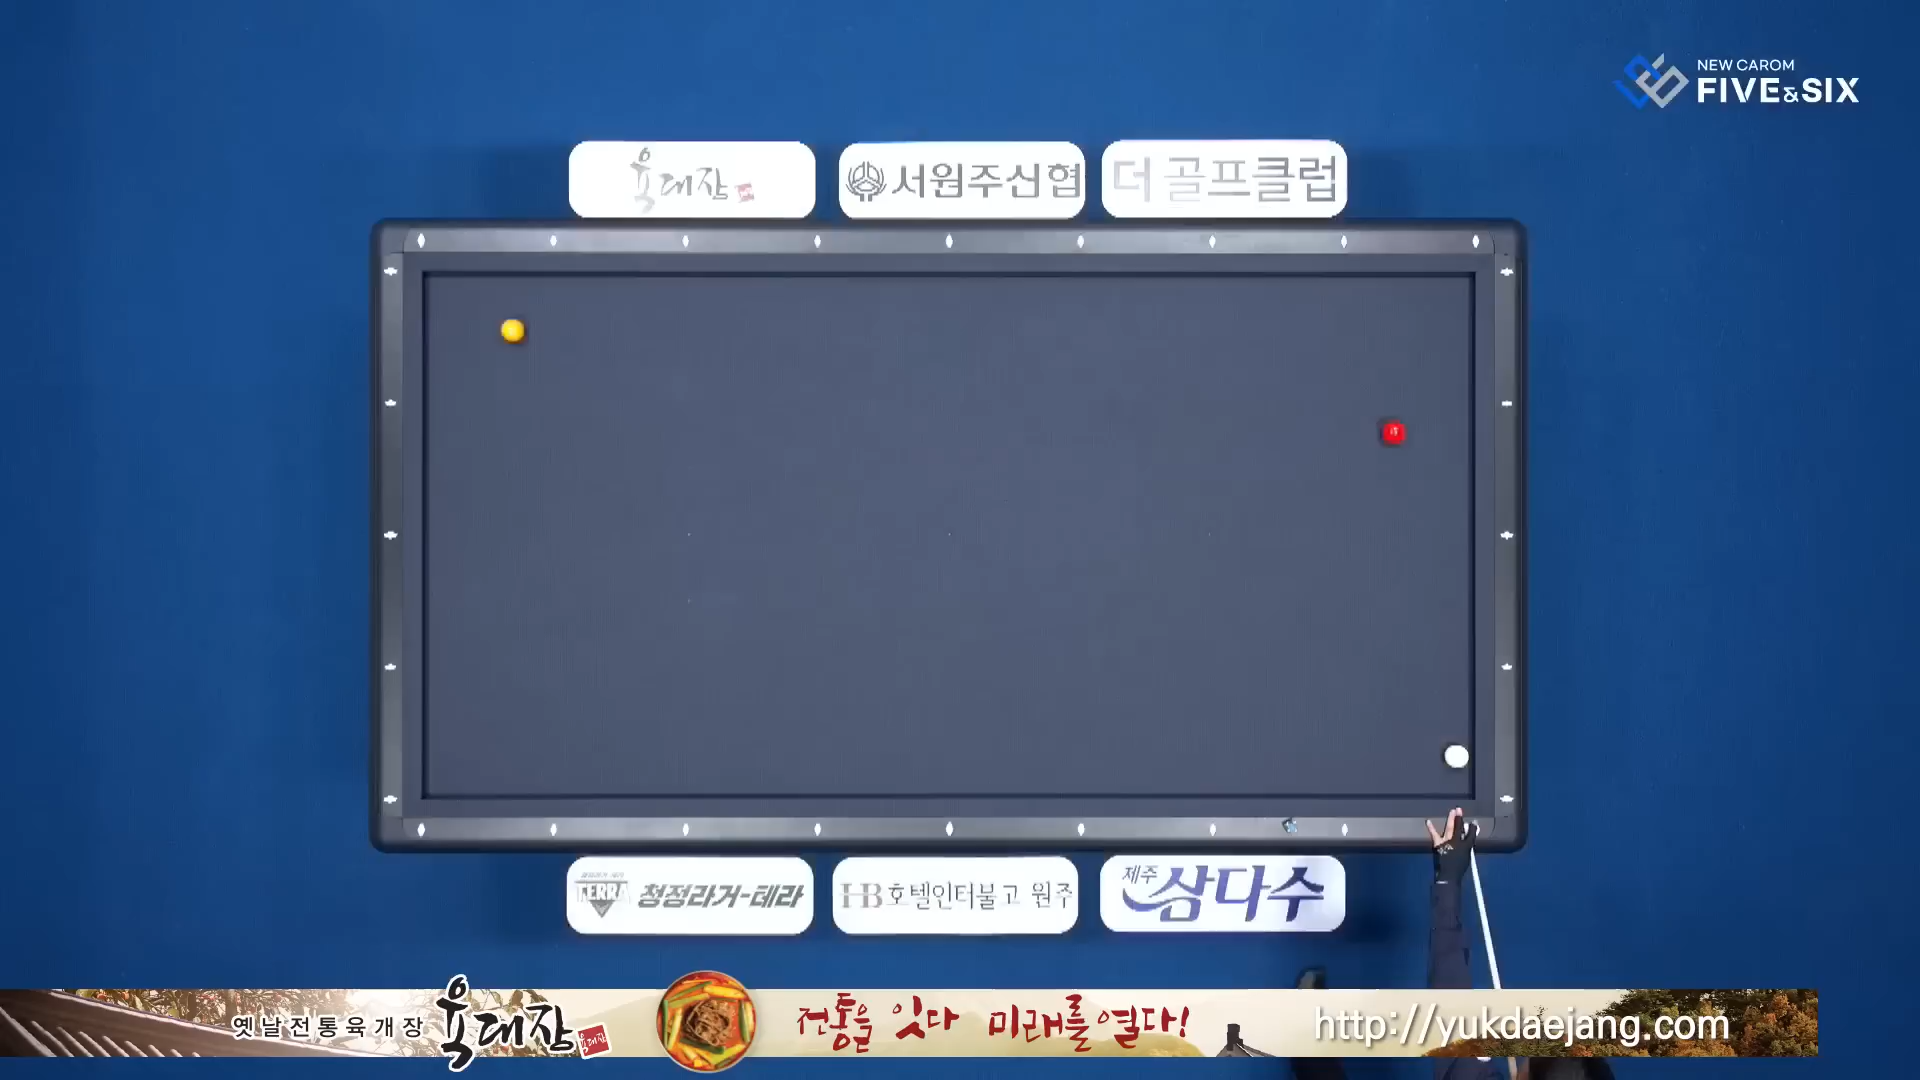 NEW CAROM
FIVE&SIX
육대장
서원주신협
더골프클럽
TERRA
청정라거-테라
HB호텔인터불고 원주
제주
삼다수
옛날전통육개장
육대장
전통을 잇다 미래를 열다!
http://yukdaejang.com